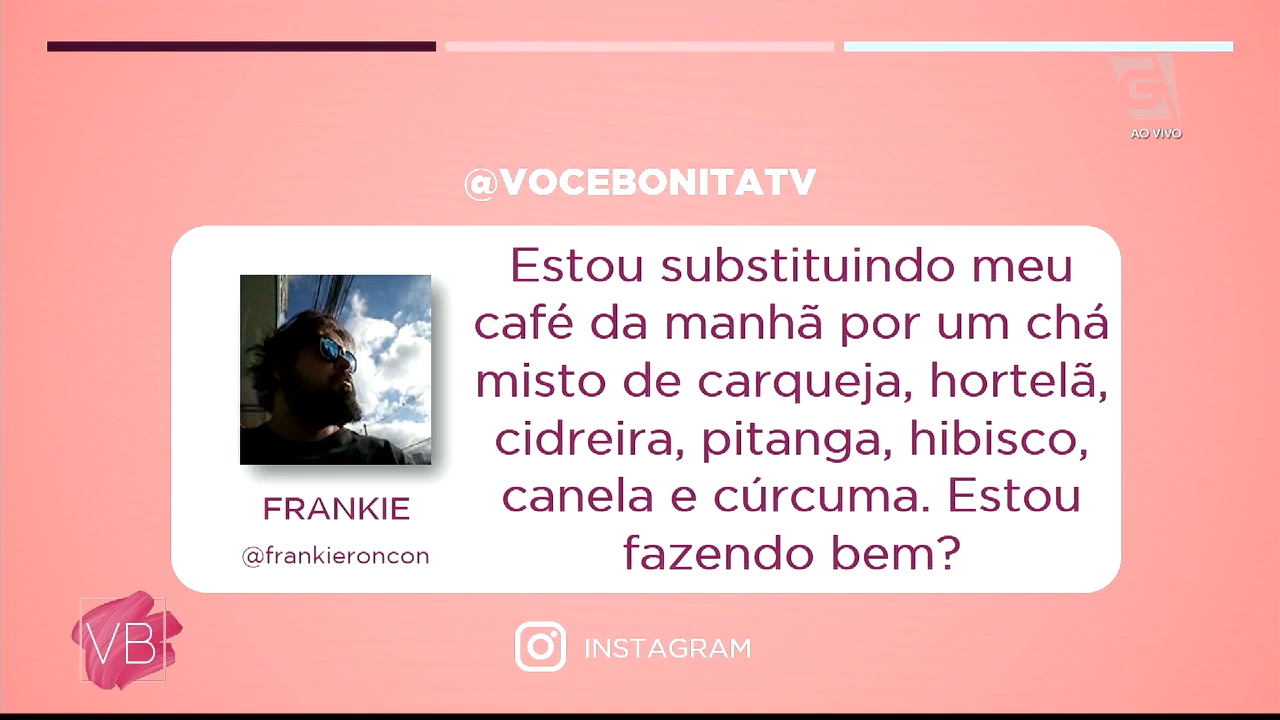 AO VIVO
@VOCEBONITATV
Estou substituindo meu
café da manhã por um chá
misto de carqueja, hortelã,
cidreira, pitanga, hibisco,
canela e cúrcuma. Estou
fazendo bem?
FRANKIE
@frankieroncon
VB
INSTAGRAM